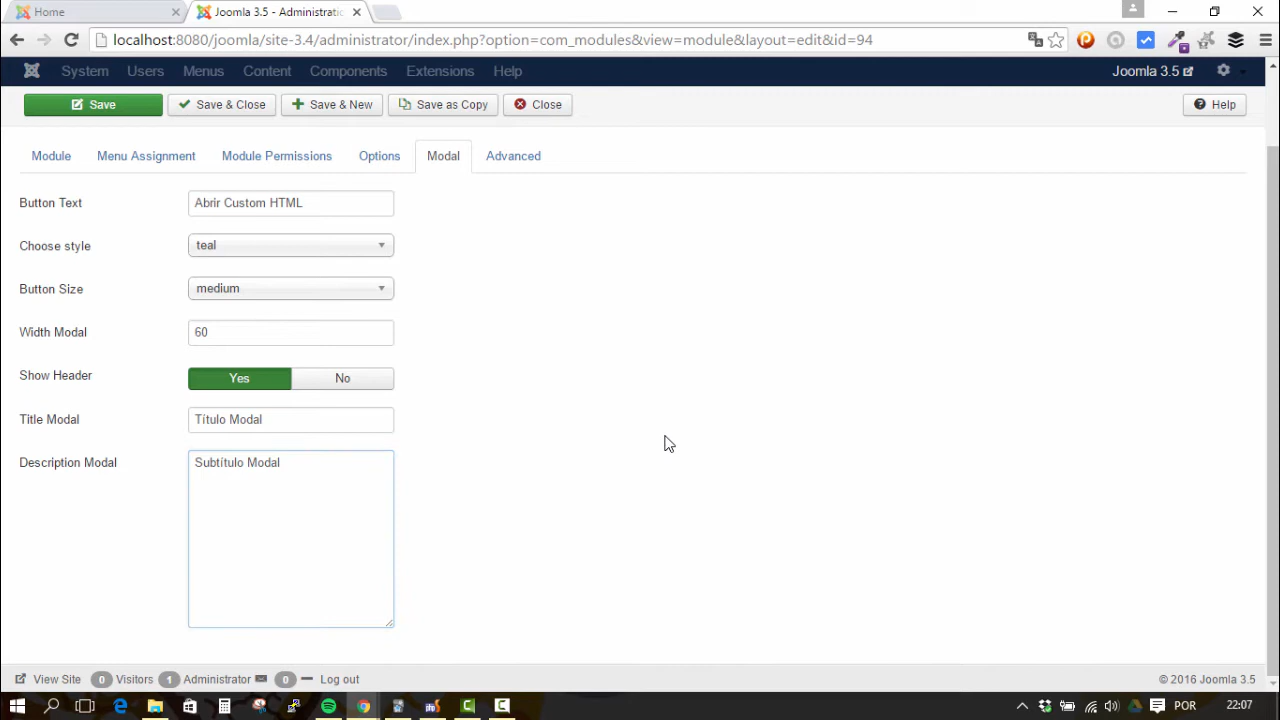 Home
Joomla 3.5 - Administratio
localhost:8080/joomla/site-3.4/administrator/index.php?option=com_modules&view=module&layout=edit&id=94
System Users Menus Content Components Extensions Help Joomla 3.5
Save Save & Close Save & New Save as Copy Close Help
Module Menu Assignment Module Permissions Options Modal Advanced
Button Text Abrir Custom HTML
Choose style teal
Button Size medium
Width Modal 60
Show Header Yes No
Title Modal Título Modal
Description Modal Subtítulo Modal
View Site 0 Visitors 1 Administrator 0 Log out © 2016 Joomla 3.5
POR 22:07